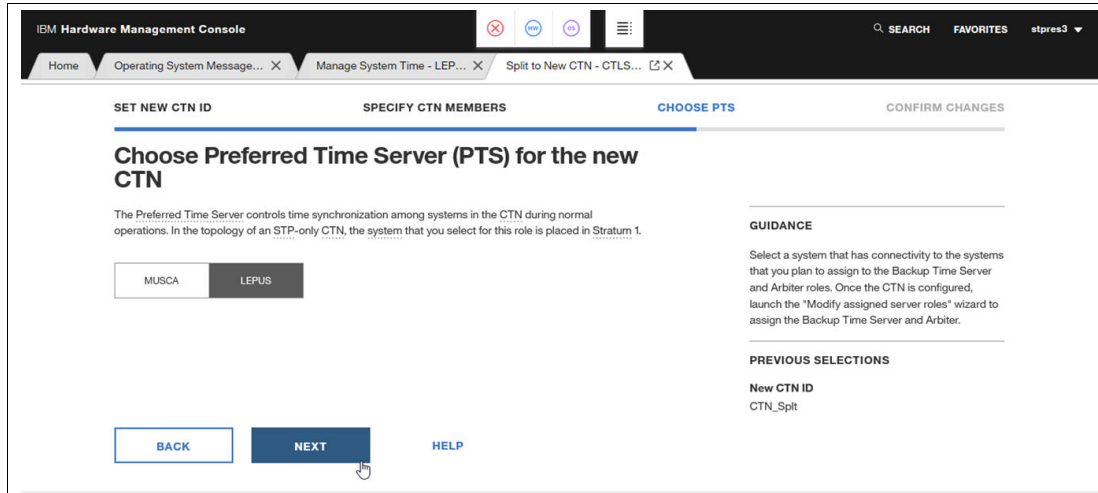 IBM Hardware Management Console
HW
OS
SEARCH FAVORITES stpres3
Home
Operating System Message...
Manage System Time - LEP...
Split to New CTN - CTLS...
SET NEW CTN ID
SPECIFY CTN MEMBERS
CHOOSE PTS
CONFIRM CHANGES
Choose Preferred Time Server (PTS) for the new
CTN
The Preferred Time Server controls time synchronization among systems in the CTN during normal
operations. In the topology of an STP-only CTN, the system that you select for this role is placed in Stratum 1.
MUSCA
LEPUS
GUIDANCE
Select a system that has connectivity to the systems
that you plan to assign to the Backup Time Server
and Arbiter roles. Once the CTN is configured,
launch the "Modify assigned server roles" wizard to
assign the Backup Time Server and Arbiter.
PREVIOUS SELECTIONS
New CTN ID
CTN_Splt
BACK
NEXT
HELP